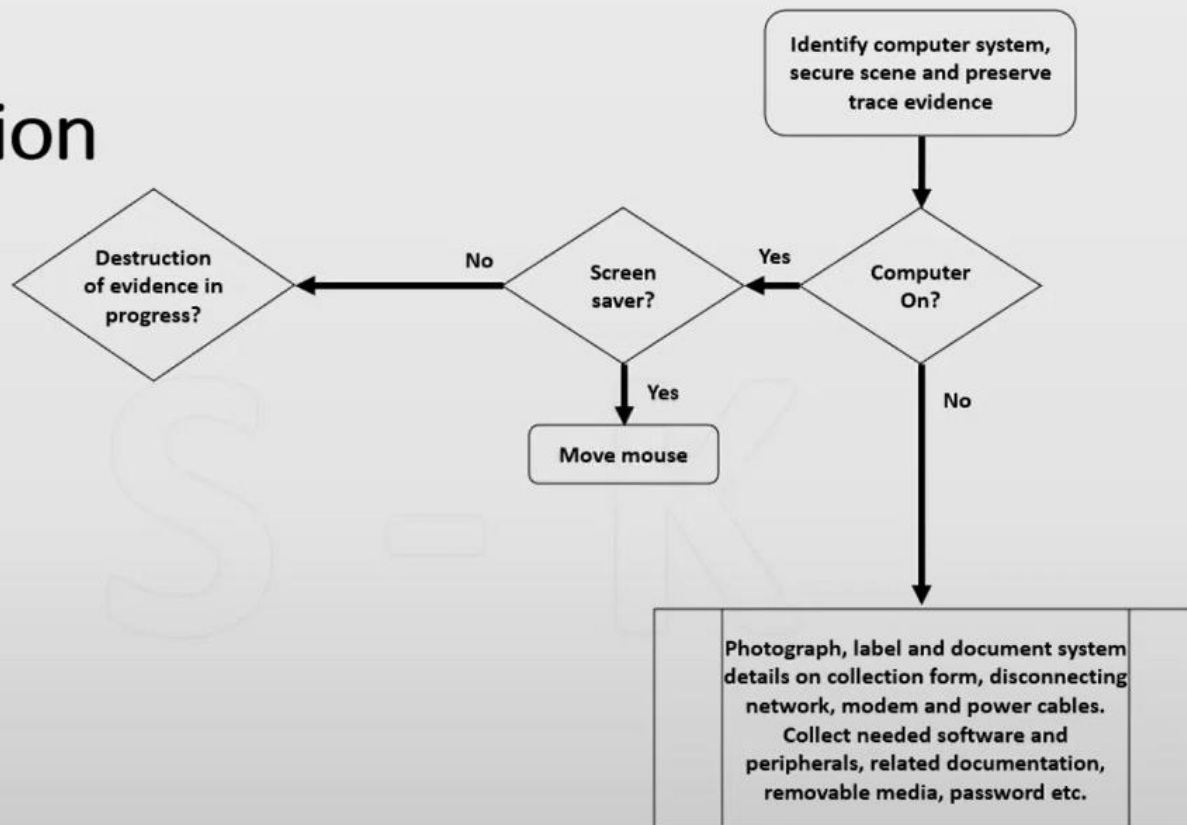 Identify computer system,
secure scene and preserve
trace evidence
ion
Destruction
of evidence in
progress?
No
Screen
saver?
Yes
Computer
On?
Yes
Move mouse
No
S - K
Photograph, label and document system
details on collection form, disconnecting
network, modem and power cables.
Collect needed software and
peripherals, related documentation,
removable media, password etc.